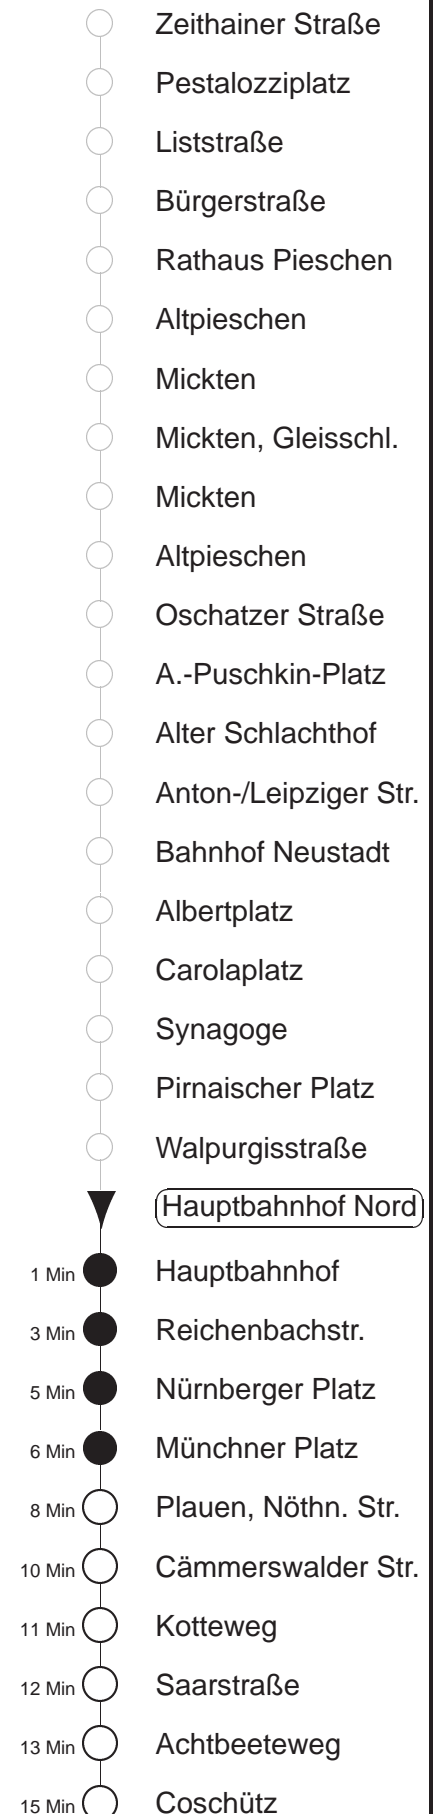 Zeithainer Straße
Pestalozziplatz
Liststraße
Bürgerstraße
Rathaus Pieschen
Altpieschen
Mickten
Mickten, Gleisschl.
Mickten
Altpieschen
Oschatzer Straße
A.-Puschkin-Platz
Alter Schlachthof
Anton-/Leipziger Str.
Bahnhof Neustadt
Albertplatz
Carolaplatz
Synagoge
Pirnaischer Platz
Walpurgisstraße
Hauptbahnhof Nord
1 Min Hauptbahnhof
3 Min Reichenbachstr.
5 Min Nürnberger Platz
6 Min Münchner Platz
8 Min Plauen, Nöthn. Str.
10 Min Cämmerswalder Str.
11 Min Kotteweg
12 Min Saarstraße
13 Min Achtbeeteweg
15 Min Coschütz